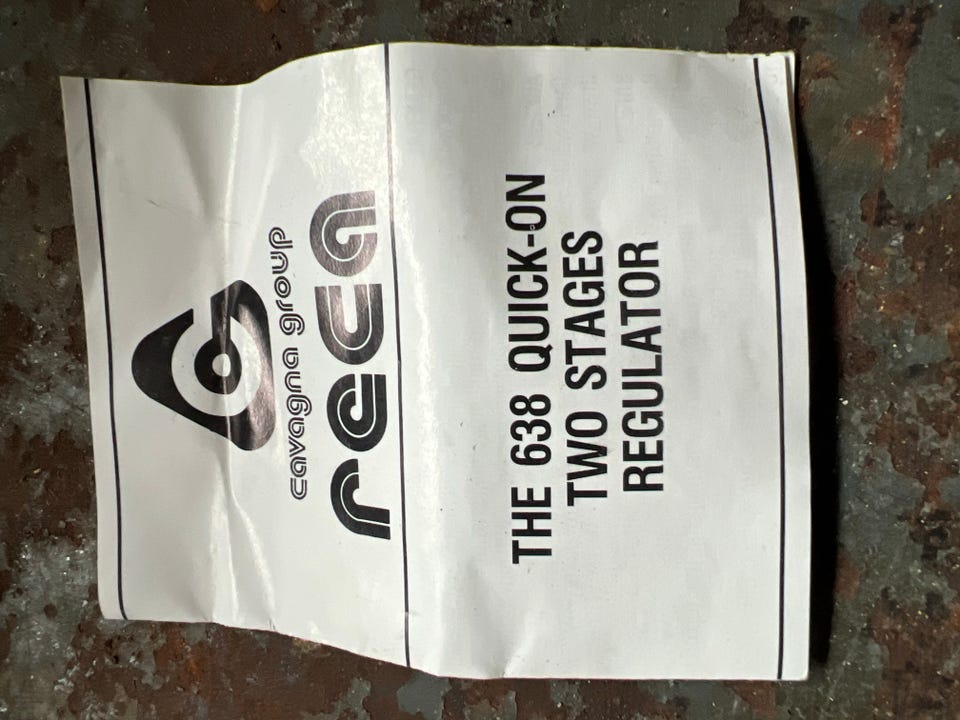 cavagna group
reca
THE 638 QUICK-ON
TWO STAGES
REGULATOR